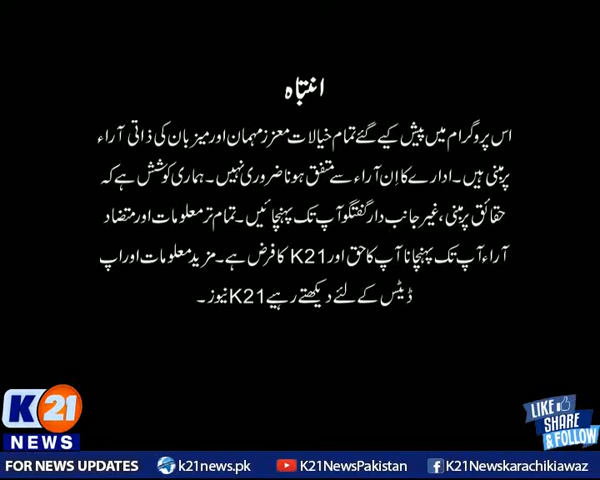 انتباہ
اس پروگرام میں پیش کیے گئے تمام خیالات معزز مہمان اور میزبان کی ذاتی آراء
پر مبنی ہیں۔ ادارے کا اِن آراء سے متفق ہونا ضروری نہیں۔ ہماری کوشش ہے کہ
حقائق پر مبنی، غیر جانب دار گفتگو آپ تک پہنچائیں۔ تمام تر معلومات اور متضاد
آراء آپ تک پہنچانا آپ کا حق اور K21 کا فرض ہے۔ مزید معلومات اور اپ
ڈیٹس کے لئے دیکھتے رہیے K21 نیوز۔
K21
NEWS
LIKE
SHARE
& FOLLOW
FOR NEWS UPDATES k21news.pk K21NewsPakistan K21Newskarachikiawaz